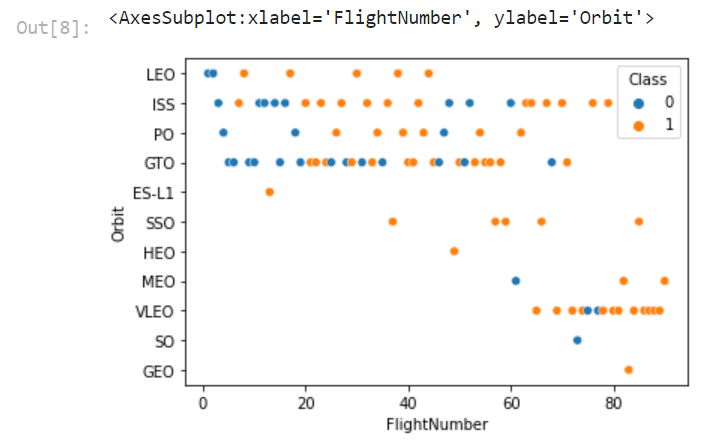 Out[8]: <AxesSubplot:xlabel='FlightNumber', ylabel='Orbit'>
LEO
ISS
PO
GTO
ES-L1
SSO
HEO
MEO
VLEO
SO
GEO
Orbit
Class
0
1
0 20 40 60 80
FlightNumber